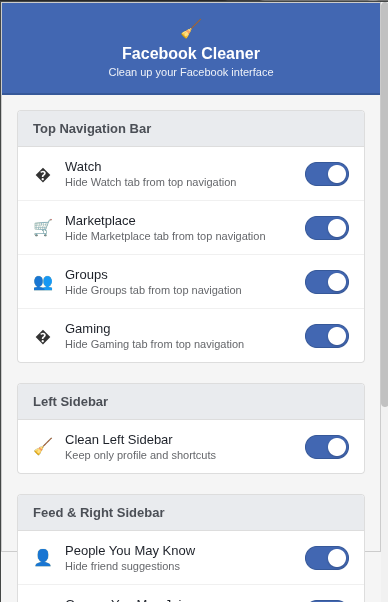 Facebook Cleaner
Clean up your Facebook interface
Top Navigation Bar
Watch
Hide Watch tab from top navigation
Marketplace
Hide Marketplace tab from top navigation
Groups
Hide Groups tab from top navigation
Gaming
Hide Gaming tab from top navigation
Left Sidebar
Clean Left Sidebar
Keep only profile and shortcuts
Feed & Right Sidebar
People You May Know
Hide friend suggestions